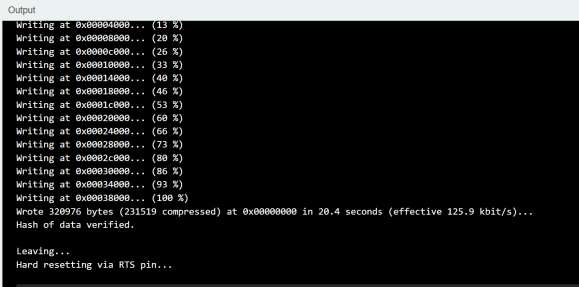 Output
Writing at 0x00004000... (13 %)
Writing at 0x00008000... (20 %)
Writing at 0x0000c000... (26 %)
Writing at 0x00010000... (33 %)
Writing at 0x00014000... (40 %)
Writing at 0x00018000... (46 %)
Writing at 0x0001c000... (53 %)
Writing at 0x00020000... (60 %)
Writing at 0x00024000... (66 %)
Writing at 0x00028000... (73 %)
Writing at 0x0002c000... (80 %)
Writing at 0x00030000... (86 %)
Writing at 0x00034000... (93 %)
Writing at 0x00038000... (100 %)
Wrote 320976 bytes (231519 compressed) at 0x00000000 in 20.4 seconds (effective 125.9 kbit/s)...
Hash of data verified.
Leaving...
Hard resetting via RTS pin...